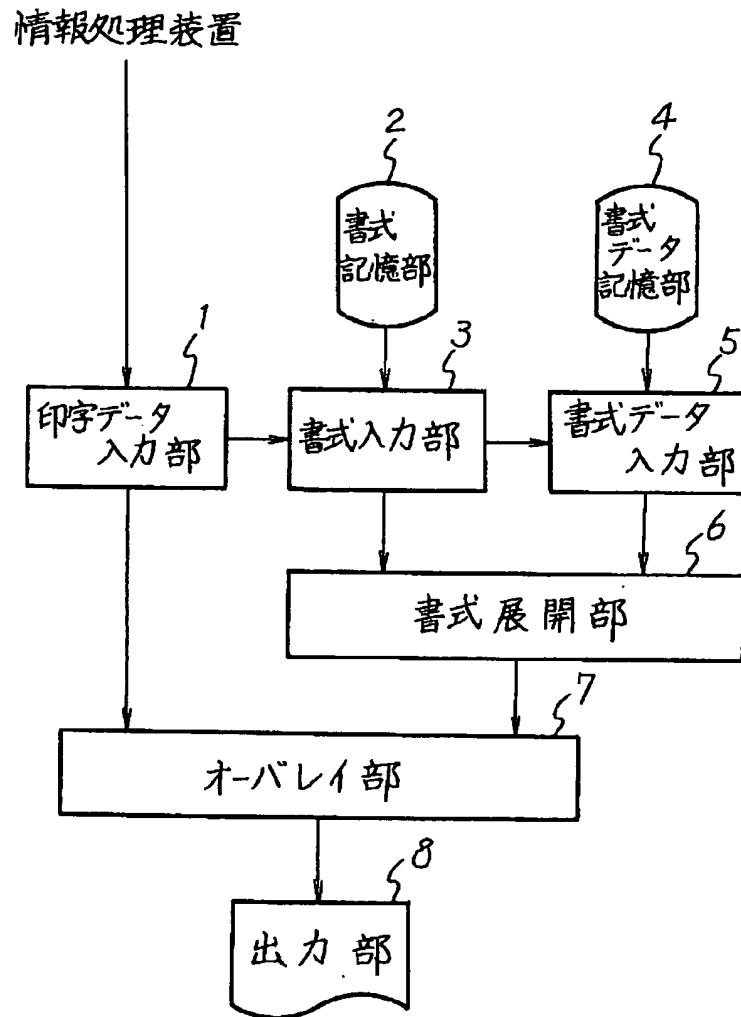 情報処理装置
2
4
書式
記憶部
書式
データ
記憶部
1
3
5
印字データ
入力部
書式入力部
書式データ
入力部
6
書式展開部
7
オーバレイ部
8
出力部